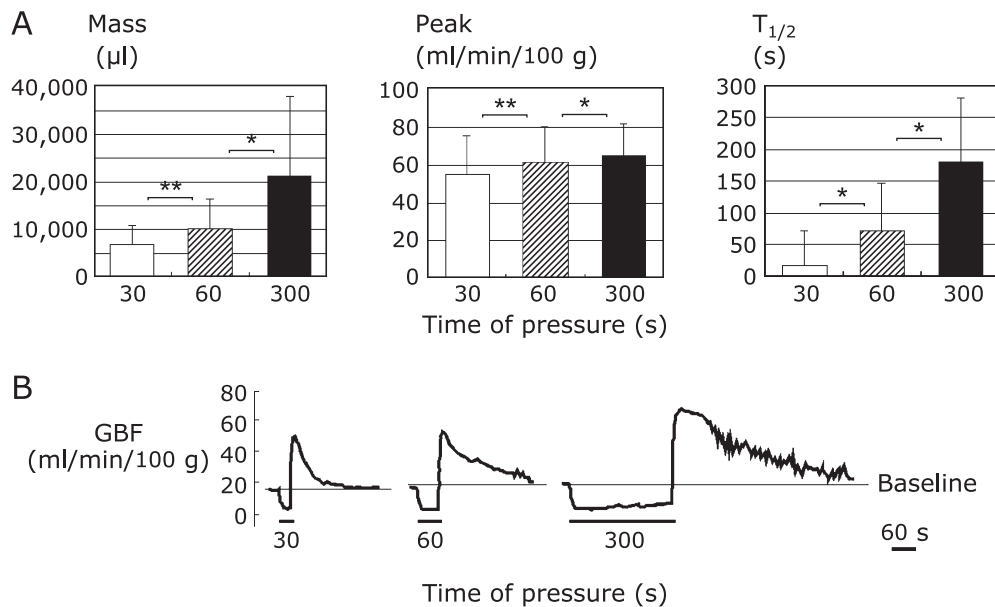 A
Mass
(µl)
40,000
30,000
20,000
10,000
0
**
*
30 60 300
Peak
(ml/min/100 g)
100
80
60
40
20
0
**
*
30 60 300
Time of pressure (s)
T1/2
(s)
300
250
200
150
100
50
0
*
*
30 60 300
B
GBF
(ml/min/100 g)
80
60
40
20
0
30
60
300
Baseline
60 s
Time of pressure (s)